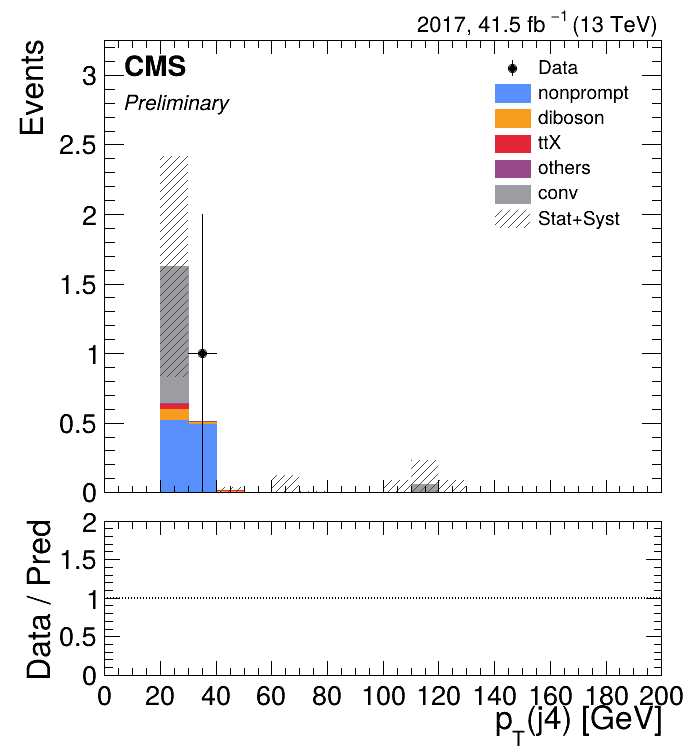 2017, 41.5 fb⁻¹ (13 TeV)
CMS
Preliminary
Events
3
2.5
2
1.5
1
0.5
0
Data
nonprompt
diboson
ttX
others
conv
Stat+Syst
Data / Pred
2
1.5
1
0.5
0
0 20 40 60 80 100 120 140 160 180 200
p_T(j4) [GeV]